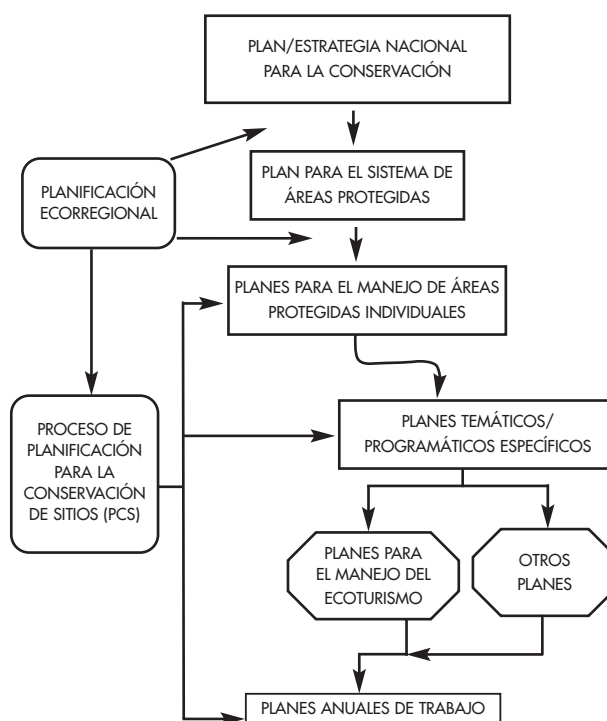 PLAN/ESTRATEGIA NACIONAL
PARA LA CONSERVACIÓN
PLAN PARA EL SISTEMA DE
ÁREAS PROTEGIDAS
PLANIFICACIÓN
ECORREGIONAL
PLANES PARA EL MANEJO DE ÁREAS
PROTEGIDAS INDIVIDUALES
PROCESO DE
PLANIFICACIÓN
PARA LA
CONSERVACIÓN
DE SITIOS (PCS)
PLANES TEMÁTICOS/
PROGRAMÁTICOS ESPECÍFICOS
PLANES PARA
EL MANEJO DEL
ECOTURISMO
OTROS
PLANES
PLANES ANUALES DE TRABAJO